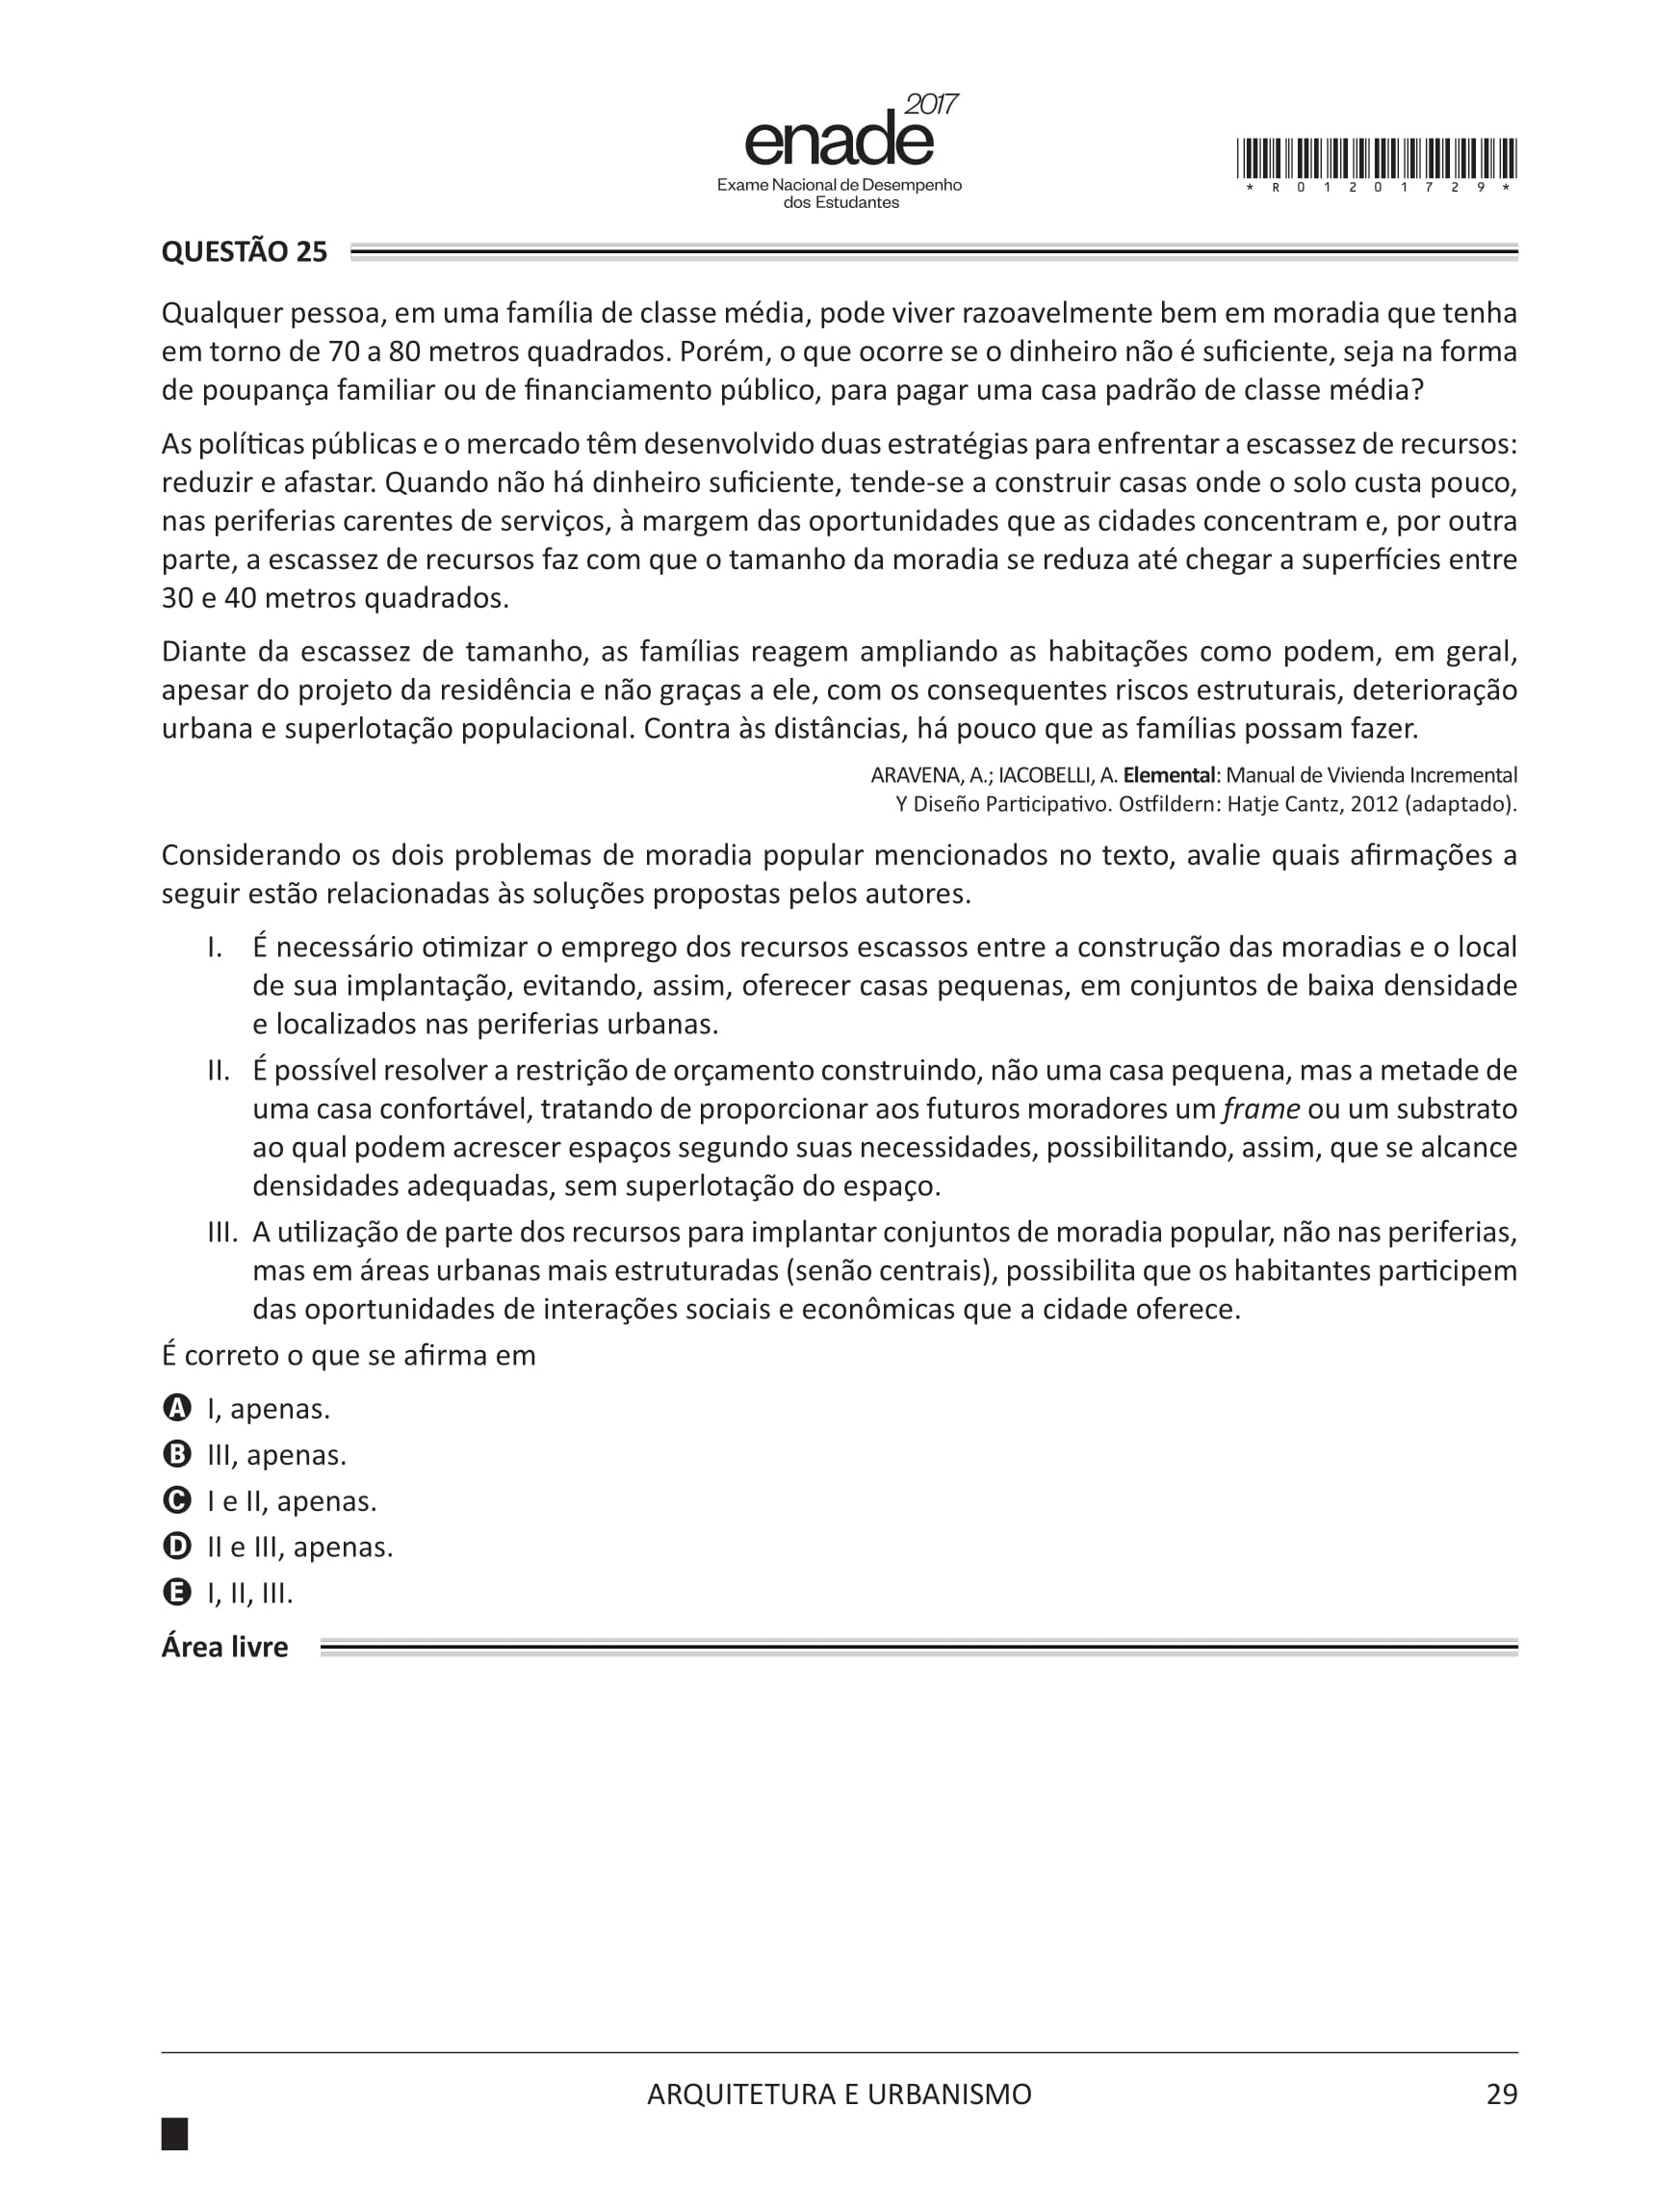 2017
enade
Exame Nacional de Desempenho
dos Estudantes
* R 0 1 2 0 1 7 2 9 *
QUESTÃO 25
Qualquer pessoa, em uma família de classe média, pode viver razoavelmente bem em moradia que tenha
em torno de 70 a 80 metros quadrados. Porém, o que ocorre se o dinheiro não é suficiente, seja na forma
de poupança familiar ou de financiamento público, para pagar uma casa padrão de classe média?
As políticas públicas e o mercado têm desenvolvido duas estratégias para enfrentar a escassez de recursos:
reduzir e afastar. Quando não há dinheiro suficiente, tende-se a construir casas onde o solo custa pouco,
nas periferias carentes de serviços, à margem das oportunidades que as cidades concentram e, por outra
parte, a escassez de recursos faz com que o tamanho da moradia se reduza até chegar a superfícies entre
30 e 40 metros quadrados.
Diante da escassez de tamanho, as famílias reagem ampliando as habitações como podem, em geral,
apesar do projeto da residência e não graças a ele, com os consequentes riscos estruturais, deterioração
urbana e superlotação populacional. Contra às distâncias, há pouco que as famílias possam fazer.
ARAVENA, A.; IACOBELLI, A. Elemental: Manual de Vivienda Incremental
Y Diseño Participativo. Ostfildern: Hatje Cantz, 2012 (adaptado).
Considerando os dois problemas de moradia popular mencionados no texto, avalie quais afirmações a
seguir estão relacionadas às soluções propostas pelos autores.
I. É necessário otimizar o emprego dos recursos escassos entre a construção das moradias e o local
de sua implantação, evitando, assim, oferecer casas pequenas, em conjuntos de baixa densidade
e localizados nas periferias urbanas.
II. É possível resolver a restrição de orçamento construindo, não uma casa pequena, mas a metade de
uma casa confortável, tratando de proporcionar aos futuros moradores um frame ou um substrato
ao qual podem acrescer espaços segundo suas necessidades, possibilitando, assim, que se alcance
densidades adequadas, sem superlotação do espaço.
III. A utilização de parte dos recursos para implantar conjuntos de moradia popular, não nas periferias,
mas em áreas urbanas mais estruturadas (senão centrais), possibilita que os habitantes participem
das oportunidades de interações sociais e econômicas que a cidade oferece.
É correto o que se afirma em
A I, apenas.
B III, apenas.
C I e II, apenas.
D II e III, apenas.
E I, II, III.
Área livre
ARQUITETURA E URBANISMO
29